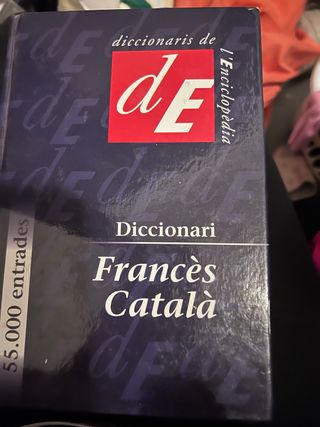 diccionaris de
l'Enciclopèdia
dE
Diccionari
Francès
Català
55.000 entrades